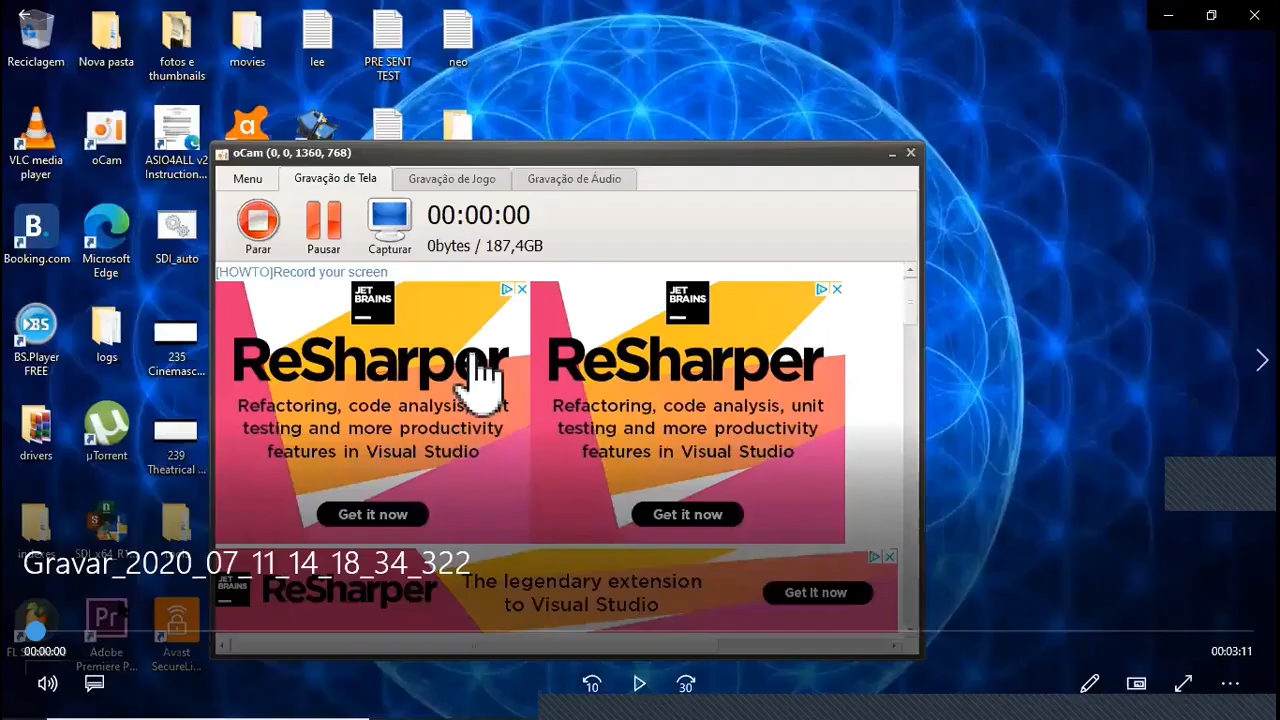 Reciclagem
Nova pasta
fotos e
thumbnails
movies
lee
PRE SENT
TEST
neo
VLC media
player
oCam
ASIO4ALL v2
Instruction...
a
B.
Booking.com
Microsoft
Edge
SDI_auto
BS
BS.Player
FREE
logs
235
Cinemasc...
drivers
µTorrent
239
Theatrical ...
indexes
Pr
Adobe
Premiere P...
Avast
SecureLi...
oCam (0, 0, 1360, 768)
Menu
Gravação de Tela
Gravação de Jogo
Gravação de Áudio
Parar
Pausar
Capturar
00:00:00
0bytes / 187,4GB
[HOWTO]Record your screen
JET
BRAINS
ReSharper
Refactoring, code analysis,
testing and more productivity
features in Visual Studio
Get it now
JET
BRAINS
ReSharper
Refactoring, code analysis, unit
testing and more productivity
features in Visual Studio
Get it now
JET
BRAINS
ReSharper
The legendary extension
to Visual Studio
Get it now
Gravar_2020_07_11_14_18_34_322
00:00:00
00:03:11
10
30